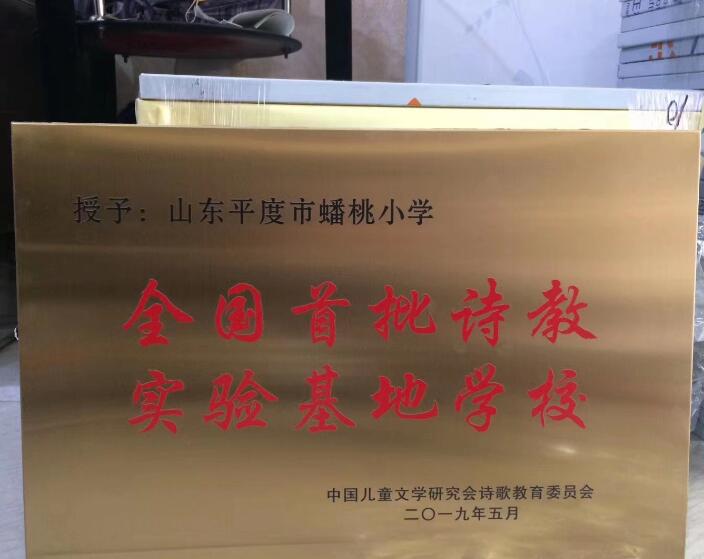 授予：山东平度市蟠桃小学
全国首批诗教
实验基地学校
中国儿童文学研究会诗歌教育委员会
二〇一九年五月